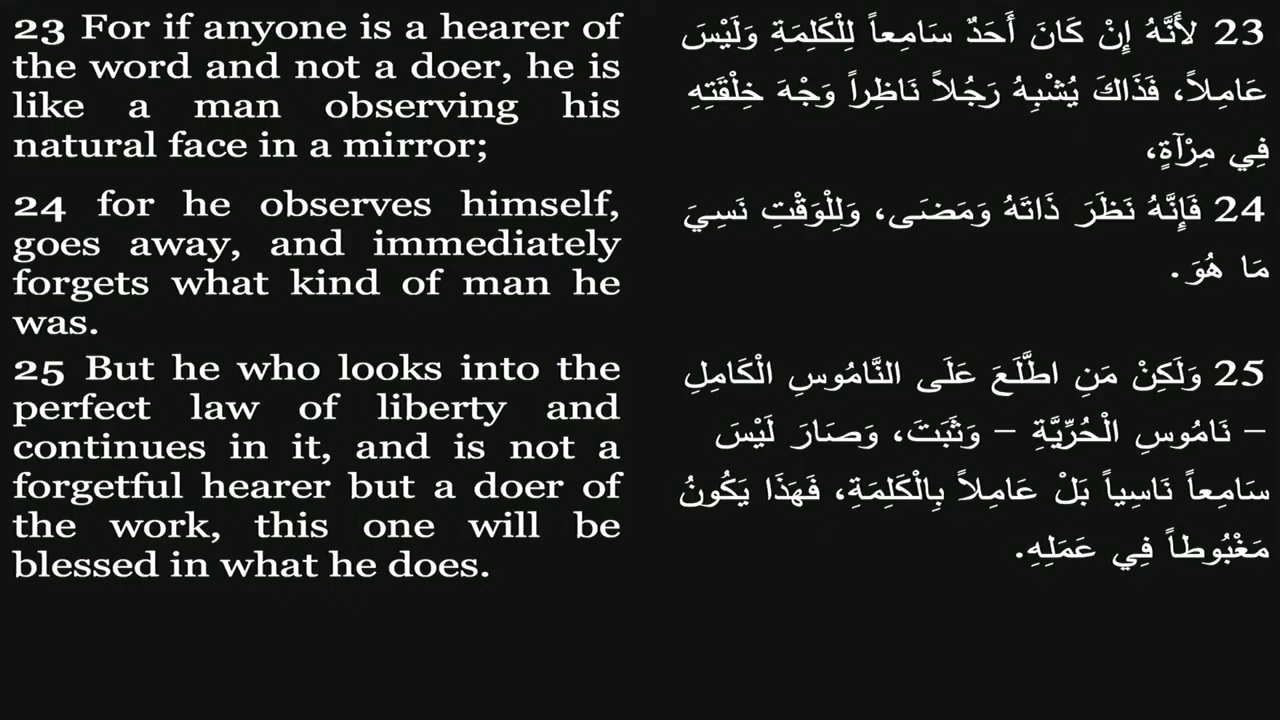 23 For if anyone is a hearer of
the word and not a doer, he is
like a man observing his
natural face in a mirror;
24 for he observes himself,
goes away, and immediately
forgets what kind of man he
was.
25 But he who looks into the
perfect law of liberty and
continues in it, and is not a
forgetful hearer but a doer of
the work, this one will be
blessed in what he does.
23 لأَنَّهُ إِنْ كَانَ أَحَدٌ سَامِعاً لِلْكَلِمَةِ وَلَيْسَ
عَامِلاً، فَذَاكَ يُشْبِهُ رَجُلاً نَاظِراً وَجْهَ خِلْقَتِهِ
فِي مِرْآةٍ،
24 فَإِنَّهُ نَظَرَ ذَاتَهُ وَمَضَى، وَلِلْوَقْتِ نَسِيَ
مَا هُوَ.
25 وَلَكِنْ مَنِ اطَّلَعَ عَلَى النَّامُوسِ الْكَامِلِ
– نَامُوسِ الْحُرِّيَّةِ – وَثَبَتَ، وَصَارَ لَيْسَ
سَامِعاً نَاسِياً بَلْ عَامِلاً بِالْكَلِمَةِ، فَهَذَا يَكُونُ
مَغْبُوطاً فِي عَمَلِهِ.